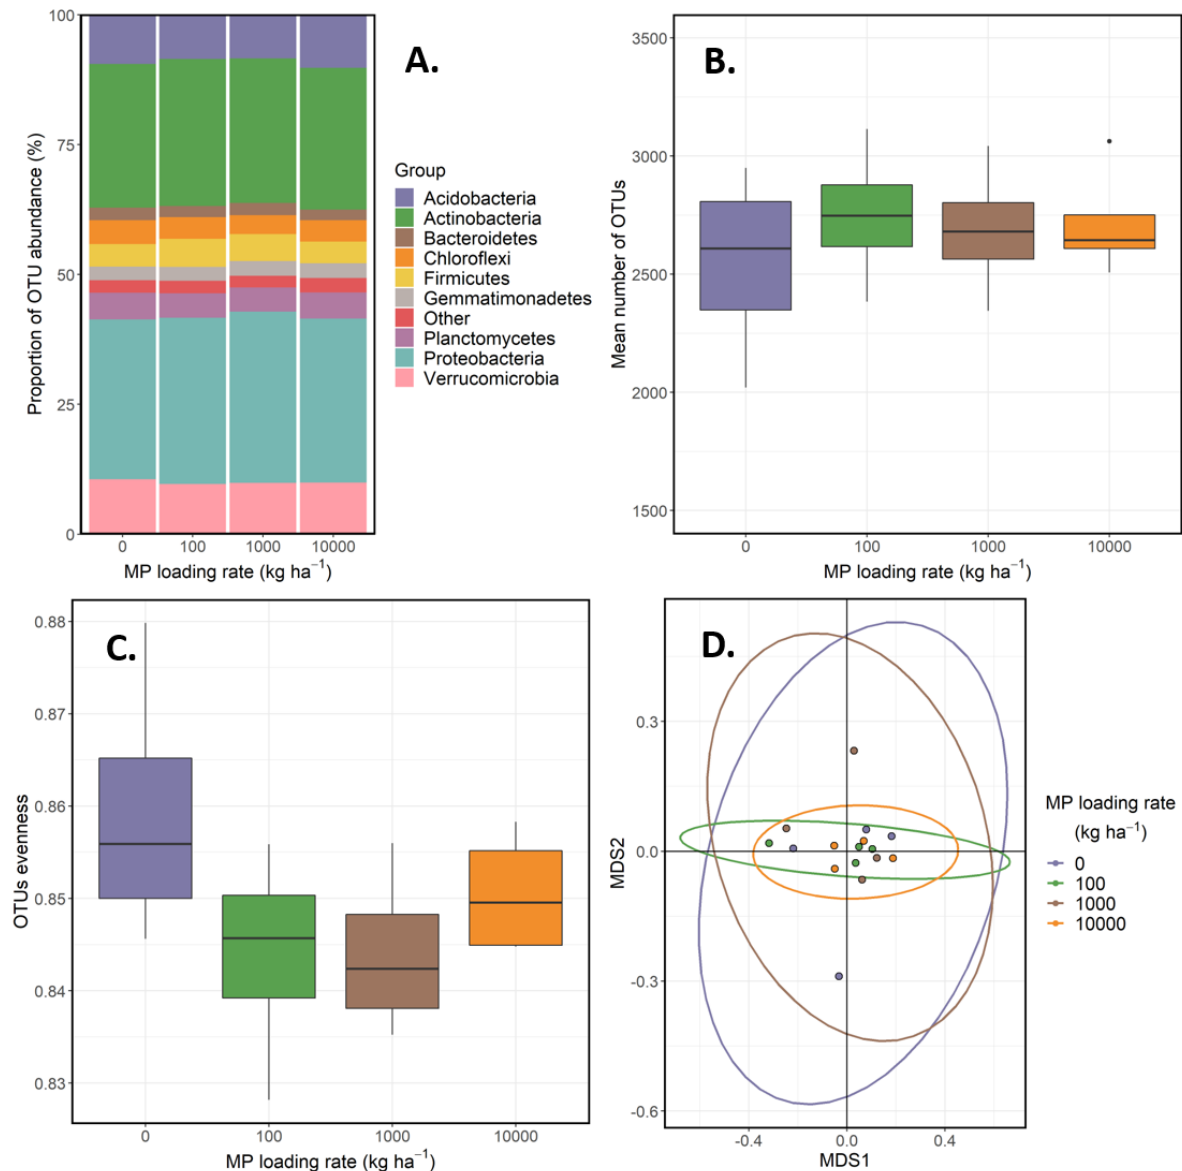 A.
100
75
50
25
0
Proportion of OTU abundance (%)
0 100 1000 10000
MP loading rate (kg ha⁻¹)
Group
Acidobacteria
Actinobacteria
Bacteroidetes
Chloroflexi
Firmicutes
Gemmatimonadetes
Other
Planctomycetes
Proteobacteria
Verrucomicrobia
B.
3500
3000
2500
2000
1500
Mean number of OTUs
0 100 1000 10000
MP loading rate (kg ha⁻¹)
C.
0.88
0.87
0.86
0.85
0.84
0.83
OTUs evenness
0 100 1000 10000
MP loading rate (kg ha⁻¹)
D.
0.3
0.0
-0.3
-0.6
MDS2
-0.4 0.0 0.4
MDS1
MP loading rate
(kg ha⁻¹)
0
100
1000
10000